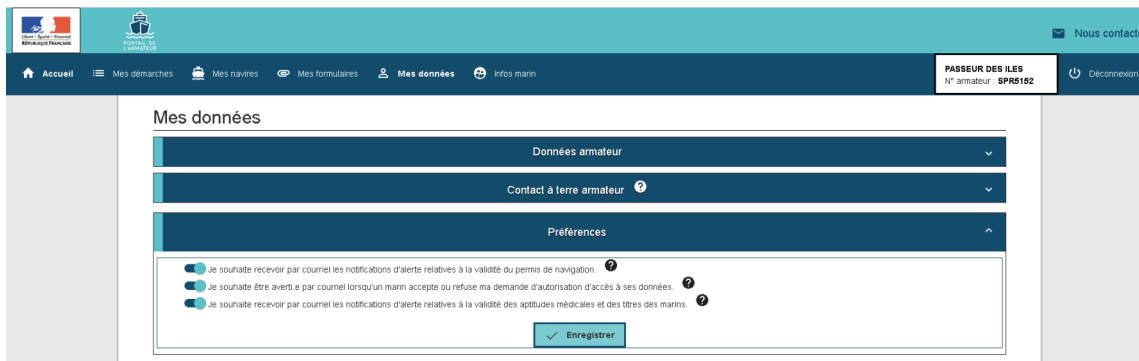 Liberté • Égalité • Fraternité
RÉPUBLIQUE FRANÇAISE
PORTAIL DE
L'ARMATEUR
Nous contacte
Accueil
Mes démarches
Mes navires
Mes formulaires
Mes données
Infos marin
PASSEUR DES ILES
N° armateur : SPR5152
Déconnexion
Mes données
Données armateur
Contact à terre armateur ?
Préférences
Je souhaite recevoir par courriel les notifications d'alerte relatives à la validité du permis de navigation. ?
Je souhaite être averti.e par courriel lorsqu'un marin accepte ou refuse ma demande d'autorisation d'accès à ses données. ?
Je souhaite recevoir par courriel les notifications d'alerte relatives à la validité des aptitudes médicales et des titres des marins. ?
Enregistrer